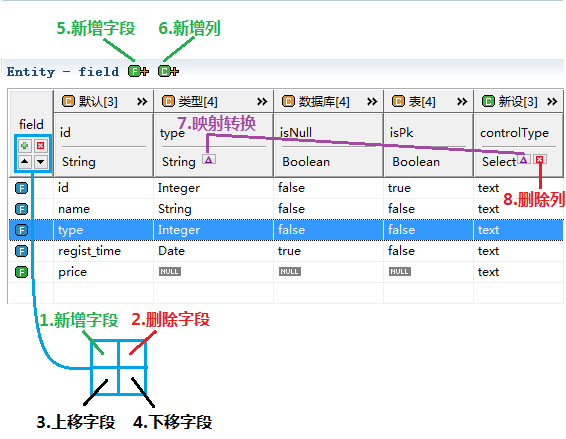 5.新增字段 6.新增列
Entity - field F+ C+
C 默认[3] » C 类型[4] » C 数据库[4] » C 表[4] » C 新设[3] »
field
id type isNull isPk controlType
7.映射转换
String String Boolean Boolean Select
8.删除列
F id Integer false true text
F name String false false text
F type Integer false false text
F regist_time Date true false text
F price NULL NULL NULL text
1.新增字段 2.删除字段
3.上移字段 4.下移字段